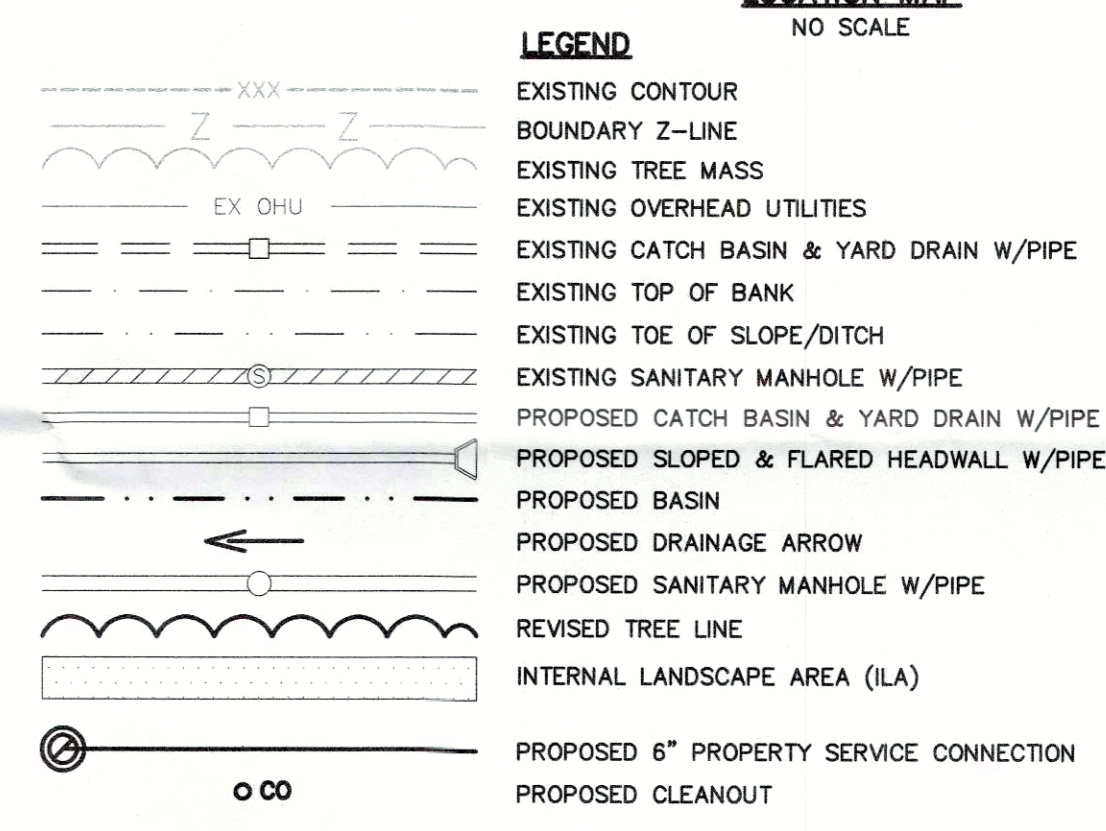 LOCATION MAP
NO SCALE
LEGEND
XXX EXISTING CONTOUR
Z Z BOUNDARY Z-LINE
EXISTING TREE MASS
EX OHU EXISTING OVERHEAD UTILITIES
EXISTING CATCH BASIN & YARD DRAIN W/PIPE
EXISTING TOP OF BANK
EXISTING TOE OF SLOPE/DITCH
S EXISTING SANITARY MANHOLE W/PIPE
PROPOSED CATCH BASIN & YARD DRAIN W/PIPE
PROPOSED SLOPED & FLARED HEADWALL W/PIPE
PROPOSED BASIN
PROPOSED DRAINAGE ARROW
PROPOSED SANITARY MANHOLE W/PIPE
REVISED TREE LINE
INTERNAL LANDSCAPE AREA (ILA)
PROPOSED 6" PROPERTY SERVICE CONNECTION
CO PROPOSED CLEANOUT